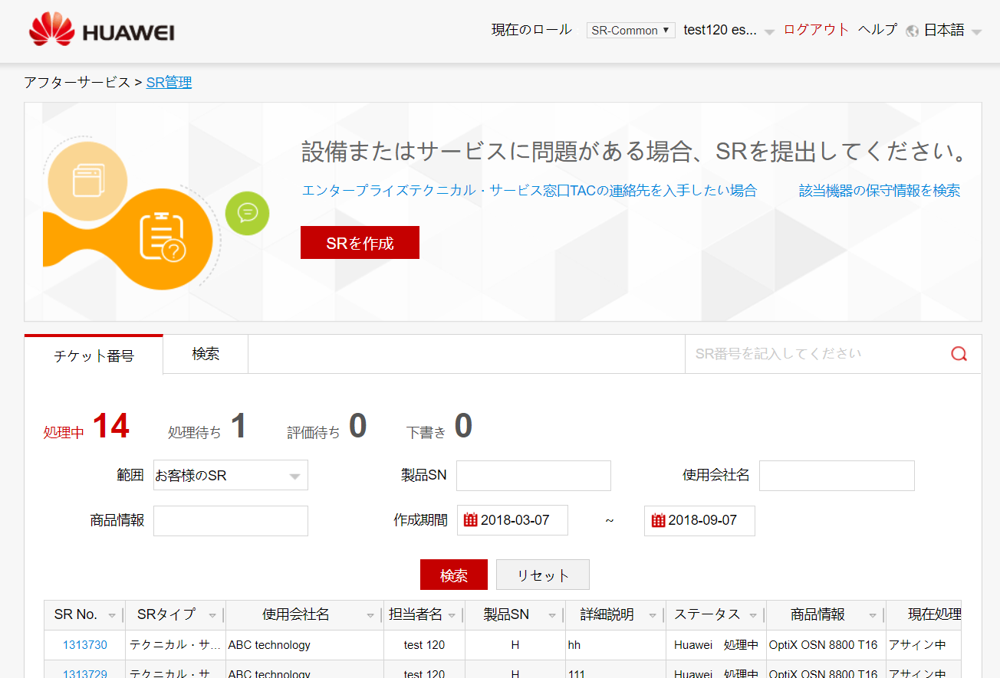 HUAWEI 現在のロール SR-Common test120 es... ログアウト ヘルプ 日本語
アフターサービス > SR管理
設備またはサービスに問題がある場合、SRを提出してください。
エンタープライズテクニカル・サービス窓口TACの連絡先を入手したい場合 該当機器の保守情報を検索
SRを作成
チケット番号 検索 SR番号を記入してください
処理中 14 処理待ち 1 評価待ち 0 下書き 0
範囲 お客様のSR 製品SN 使用会社名
商品情報 作成期間 2018-03-07 ~ 2018-09-07
検索 リセット
SR No. SRタイプ 使用会社名 担当者名 製品SN 詳細説明 ステータス 商品情報 現在処理
1313730 テクニカル・サ... ABC technology test 120 H hh Huawei 処理中 OptiX OSN 8800 T16 アサイン中
1313729 テクニカル・サ ABC technology test 120 H 111 Huawei 処理中 OptiX OSN 8800 T16 アサイン中